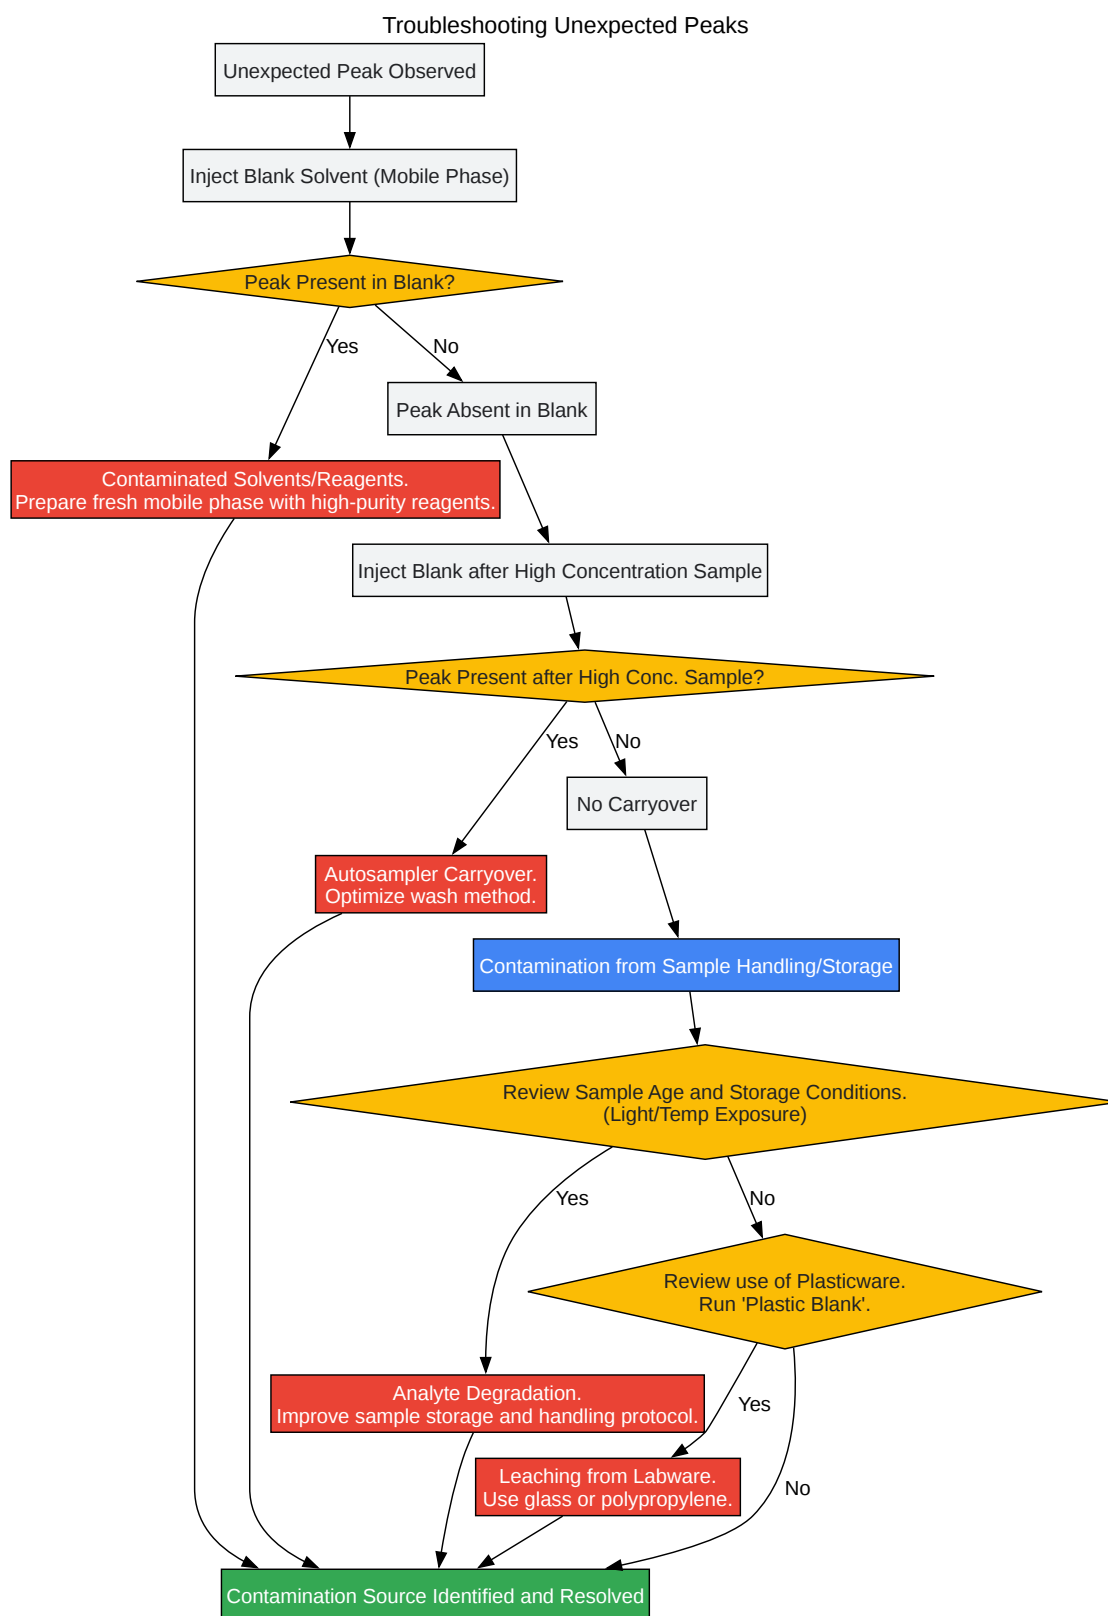 Troubleshooting Unexpected Peaks
Unexpected Peak Observed
Inject Blank Solvent (Mobile Phase)
Peak Present in Blank?
Yes
No
Peak Absent in Blank
Contaminated Solvents/Reagents.
Prepare fresh mobile phase with high-purity reagents.
Inject Blank after High Concentration Sample
Peak Present after High Conc. Sample?
Yes
No
No Carryover
Autosampler Carryover.
Optimize wash method.
Contamination from Sample Handling/Storage
Review Sample Age and Storage Conditions.
(Light/Temp Exposure)
Yes
No
Review use of Plasticware.
Run 'Plastic Blank'.
Analyte Degradation.
Improve sample storage and handling protocol.
Yes
Leaching from Labware.
Use glass or polypropylene.
No
Contamination Source Identified and Resolved